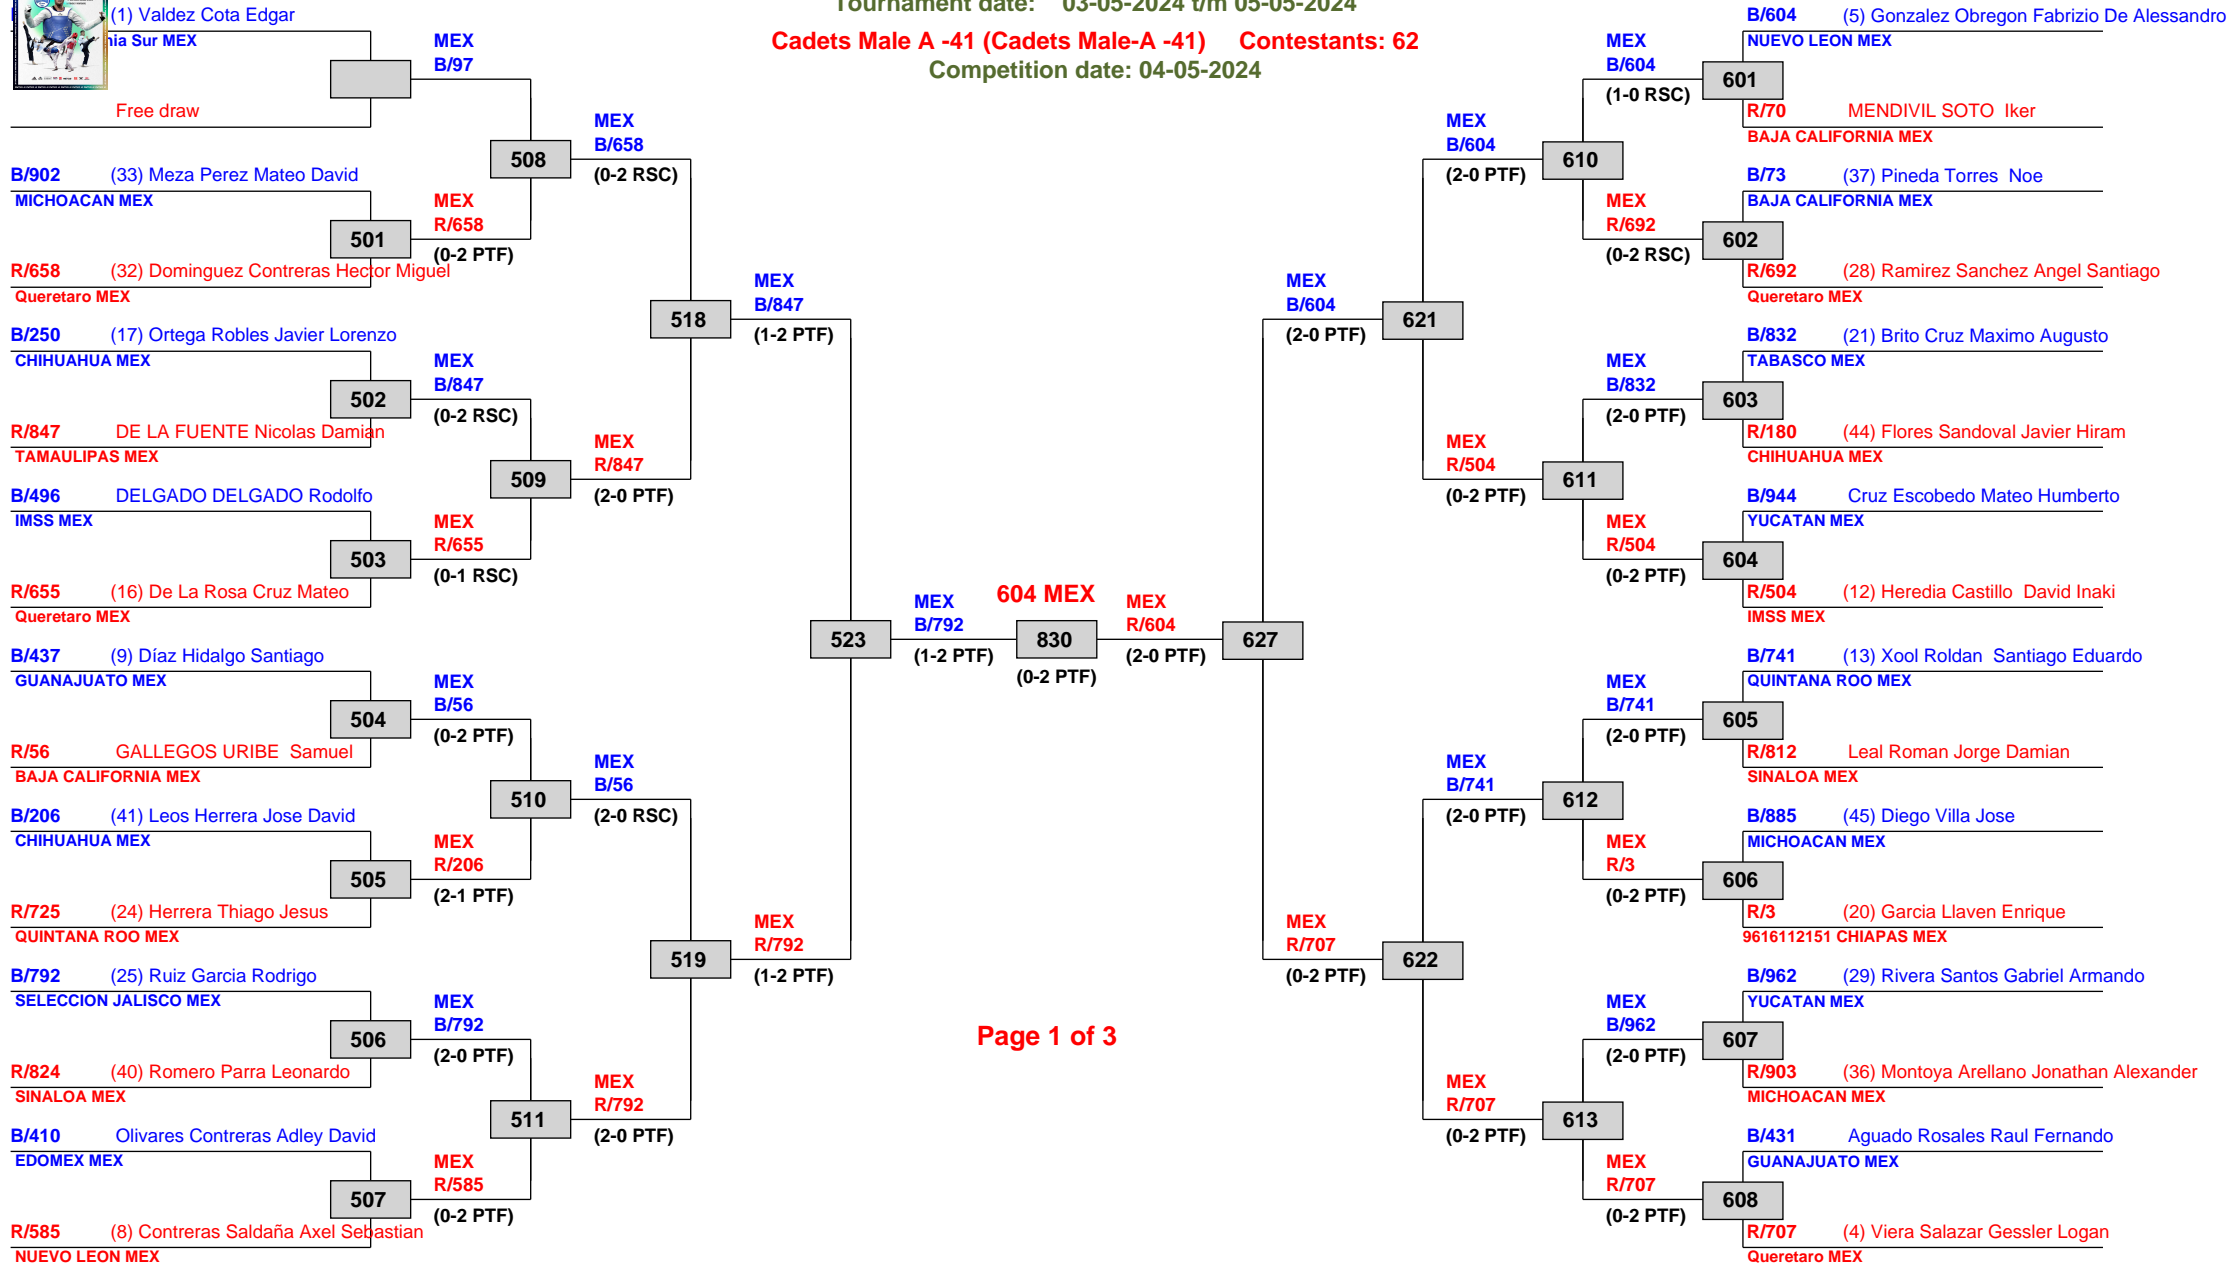 Tournament date: 03-05-2024 t/m 05-05-2024
Cadets Male A -41 (Cadets Male-A -41) Contestants: 62
Competition date: 04-05-2024
(1) Valdez Cota Edgar
nia Sur MEX
Free draw
B/902 (33) Meza Perez Mateo David
MICHOACAN MEX
R/658 (32) Dominguez Contreras Hector Miguel
Queretaro MEX
B/250 (17) Ortega Robles Javier Lorenzo
CHIHUAHUA MEX
R/847 DE LA FUENTE Nicolas Damian
TAMAULIPAS MEX
B/496 DELGADO DELGADO Rodolfo
IMSS MEX
R/655 (16) De La Rosa Cruz Mateo
Queretaro MEX
B/437 (9) Díaz Hidalgo Santiago
GUANAJUATO MEX
R/56 GALLEGOS URIBE Samuel
BAJA CALIFORNIA MEX
B/206 (41) Leos Herrera Jose David
CHIHUAHUA MEX
R/725 (24) Herrera Thiago Jesus
QUINTANA ROO MEX
B/792 (25) Ruiz Garcia Rodrigo
SELECCION JALISCO MEX
R/824 (40) Romero Parra Leonardo
SINALOA MEX
B/410 Olivares Contreras Adley David
EDOMEX MEX
R/585 (8) Contreras Saldaña Axel Sebastian
NUEVO LEON MEX
501
502
503
504
505
506
507
MEX
B/97
MEX
R/658
(0-2 PTF)
MEX
B/847
(0-2 RSC)
MEX
R/655
(0-1 RSC)
MEX
B/56
(0-2 PTF)
MEX
R/206
(2-1 PTF)
MEX
B/792
(2-0 PTF)
MEX
R/585
(0-2 PTF)
508
509
510
511
MEX
B/658
(0-2 RSC)
MEX
R/847
(2-0 PTF)
MEX
B/56
(2-0 RSC)
MEX
R/792
(2-0 PTF)
518
519
MEX
B/847
(1-2 PTF)
MEX
R/792
(1-2 PTF)
523
MEX
B/792
(1-2 PTF)
604 MEX
830
(0-2 PTF)
MEX
R/604
(2-0 PTF)
627
Page 1 of 3
MEX
B/604
(2-0 PTF)
MEX
R/707
(0-2 PTF)
621
622
MEX
B/604
(2-0 PTF)
MEX
R/504
(0-2 PTF)
MEX
B/741
(2-0 PTF)
MEX
R/707
(0-2 PTF)
610
611
612
613
MEX
B/604
(1-0 RSC)
MEX
R/692
(0-2 RSC)
MEX
B/832
(2-0 PTF)
MEX
R/504
(0-2 PTF)
MEX
B/741
(2-0 PTF)
MEX
R/3
(0-2 PTF)
MEX
B/962
(2-0 PTF)
MEX
R/707
(0-2 PTF)
601
602
603
604
605
606
607
608
B/604 (5) Gonzalez Obregon Fabrizio De Alessandro
NUEVO LEON MEX
R/70 MENDIVIL SOTO Iker
BAJA CALIFORNIA MEX
B/73 (37) Pineda Torres Noe
BAJA CALIFORNIA MEX
R/692 (28) Ramirez Sanchez Angel Santiago
Queretaro MEX
B/832 (21) Brito Cruz Maximo Augusto
TABASCO MEX
R/180 (44) Flores Sandoval Javier Hiram
CHIHUAHUA MEX
B/944 Cruz Escobedo Mateo Humberto
YUCATAN MEX
R/504 (12) Heredia Castillo David Inaki
IMSS MEX
B/741 (13) Xool Roldan Santiago Eduardo
QUINTANA ROO MEX
R/812 Leal Roman Jorge Damian
SINALOA MEX
B/885 (45) Diego Villa Jose
MICHOACAN MEX
R/3 (20) Garcia Llaven Enrique
9616112151 CHIAPAS MEX
B/962 (29) Rivera Santos Gabriel Armando
YUCATAN MEX
R/903 (36) Montoya Arellano Jonathan Alexander
MICHOACAN MEX
B/431 Aguado Rosales Raul Fernando
GUANAJUATO MEX
R/707 (4) Viera Salazar Gessler Logan
Queretaro MEX